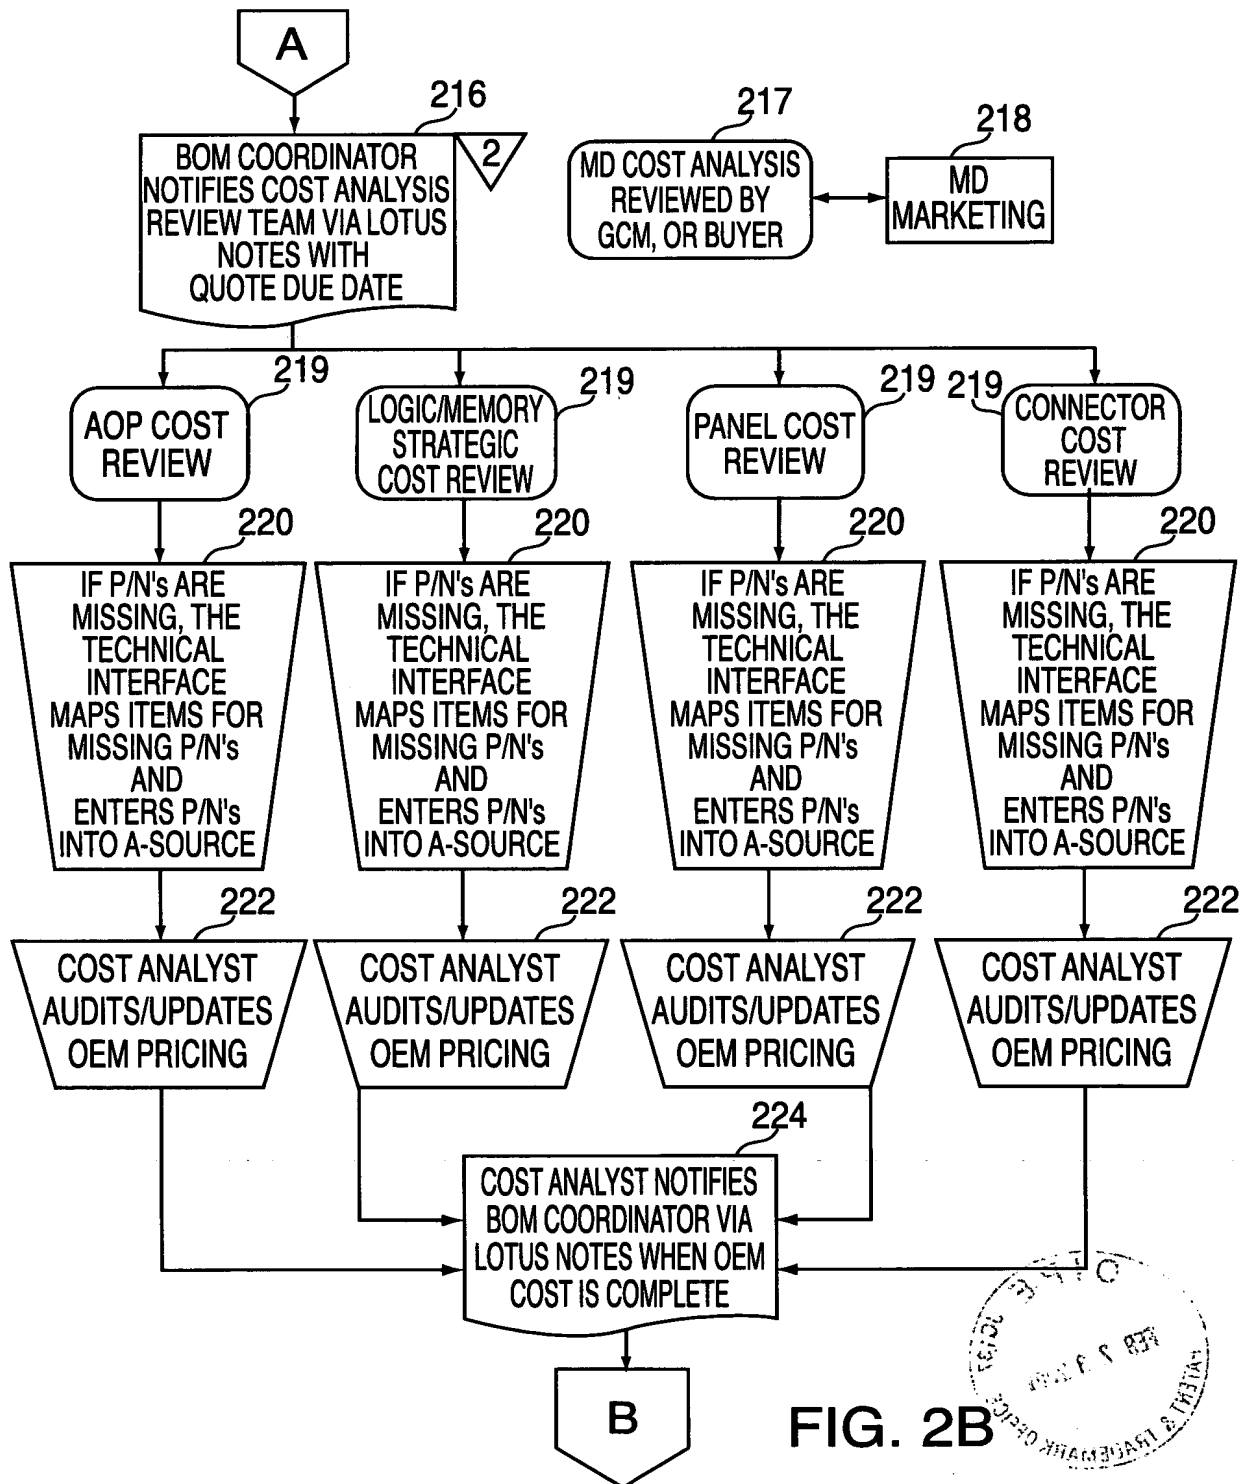 A
216
BOM COORDINATOR
NOTIFIES COST ANALYSIS
REVIEW TEAM VIA LOTUS
NOTES WITH
QUOTE DUE DATE
2
217
MD COST ANALYSIS
REVIEWED BY
GCM, OR BUYER
218
MD
MARKETING
219
AOP COST
REVIEW
219
LOGIC/MEMORY
STRATEGIC
COST REVIEW
219
PANEL COST
REVIEW
219
CONNECTOR
COST
REVIEW
220
IF P/N's ARE
MISSING, THE
TECHNICAL
INTERFACE
MAPS ITEMS FOR
MISSING P/N's
AND
ENTERS P/N's
INTO A-SOURCE
220
IF P/N's ARE
MISSING, THE
TECHNICAL
INTERFACE
MAPS ITEMS FOR
MISSING P/N's
AND
ENTERS P/N's
INTO A-SOURCE
220
IF P/N's ARE
MISSING, THE
TECHNICAL
INTERFACE
MAPS ITEMS FOR
MISSING P/N's
AND
ENTERS P/N's
INTO A-SOURCE
220
IF P/N's ARE
MISSING, THE
TECHNICAL
INTERFACE
MAPS ITEMS FOR
MISSING P/N's
AND
ENTERS P/N's
INTO A-SOURCE
222
COST ANALYST
AUDITS/UPDATES
OEM PRICING
222
COST ANALYST
AUDITS/UPDATES
OEM PRICING
222
COST ANALYST
AUDITS/UPDATES
OEM PRICING
222
COST ANALYST
AUDITS/UPDATES
OEM PRICING
224
COST ANALYST NOTIFIES
BOM COORDINATOR VIA
LOTUS NOTES WHEN OEM
COST IS COMPLETE
B
FIG. 2B
PATENT & TRADEMARK OFFICE